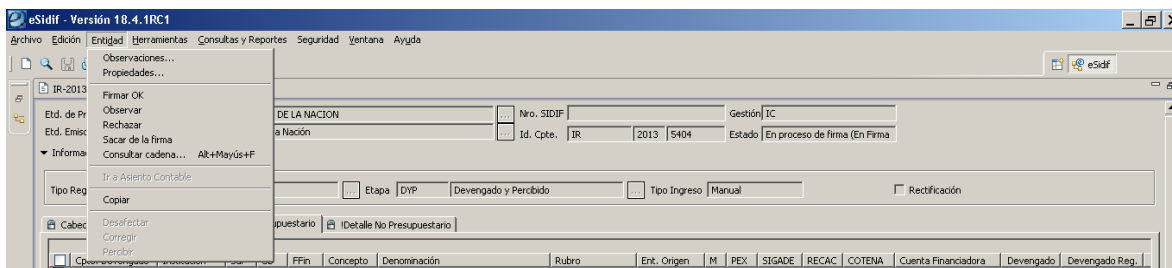 eSidif - Versión 18.4.1RC1
Archivo Edición Entidad Herramientas Consultas y Reportes Seguridad Ventana Ayuda
Observaciones...
Propiedades...
Firmar OK
Observar
Rechazar
Sacar de la firma
Consultar cadena... Alt+Mayús+F
Ir a Asiento Contable
Copiar
Desafectar
Corregir
Percibir
eSidif
IR-2013
Etd. de Pr DE LA NACION ... Nro. SIDIF Gestión IC
Etd. Emisc a Nación ... Id. Cpte. IR 2013 5404 Estado En proceso de firma (En Firma
Informa
Tipo Reg ... Etapa DYP Devengado y Percibido ... Tipo Ingreso Manual Rectificación
Cabec upuestario !Detalle No Presupuestario
FFin Concepto Denominación Rubro Ent. Origen M PEX SIGADE RECAC COTENA Cuenta Financiadora Devengado Devengado Reg.